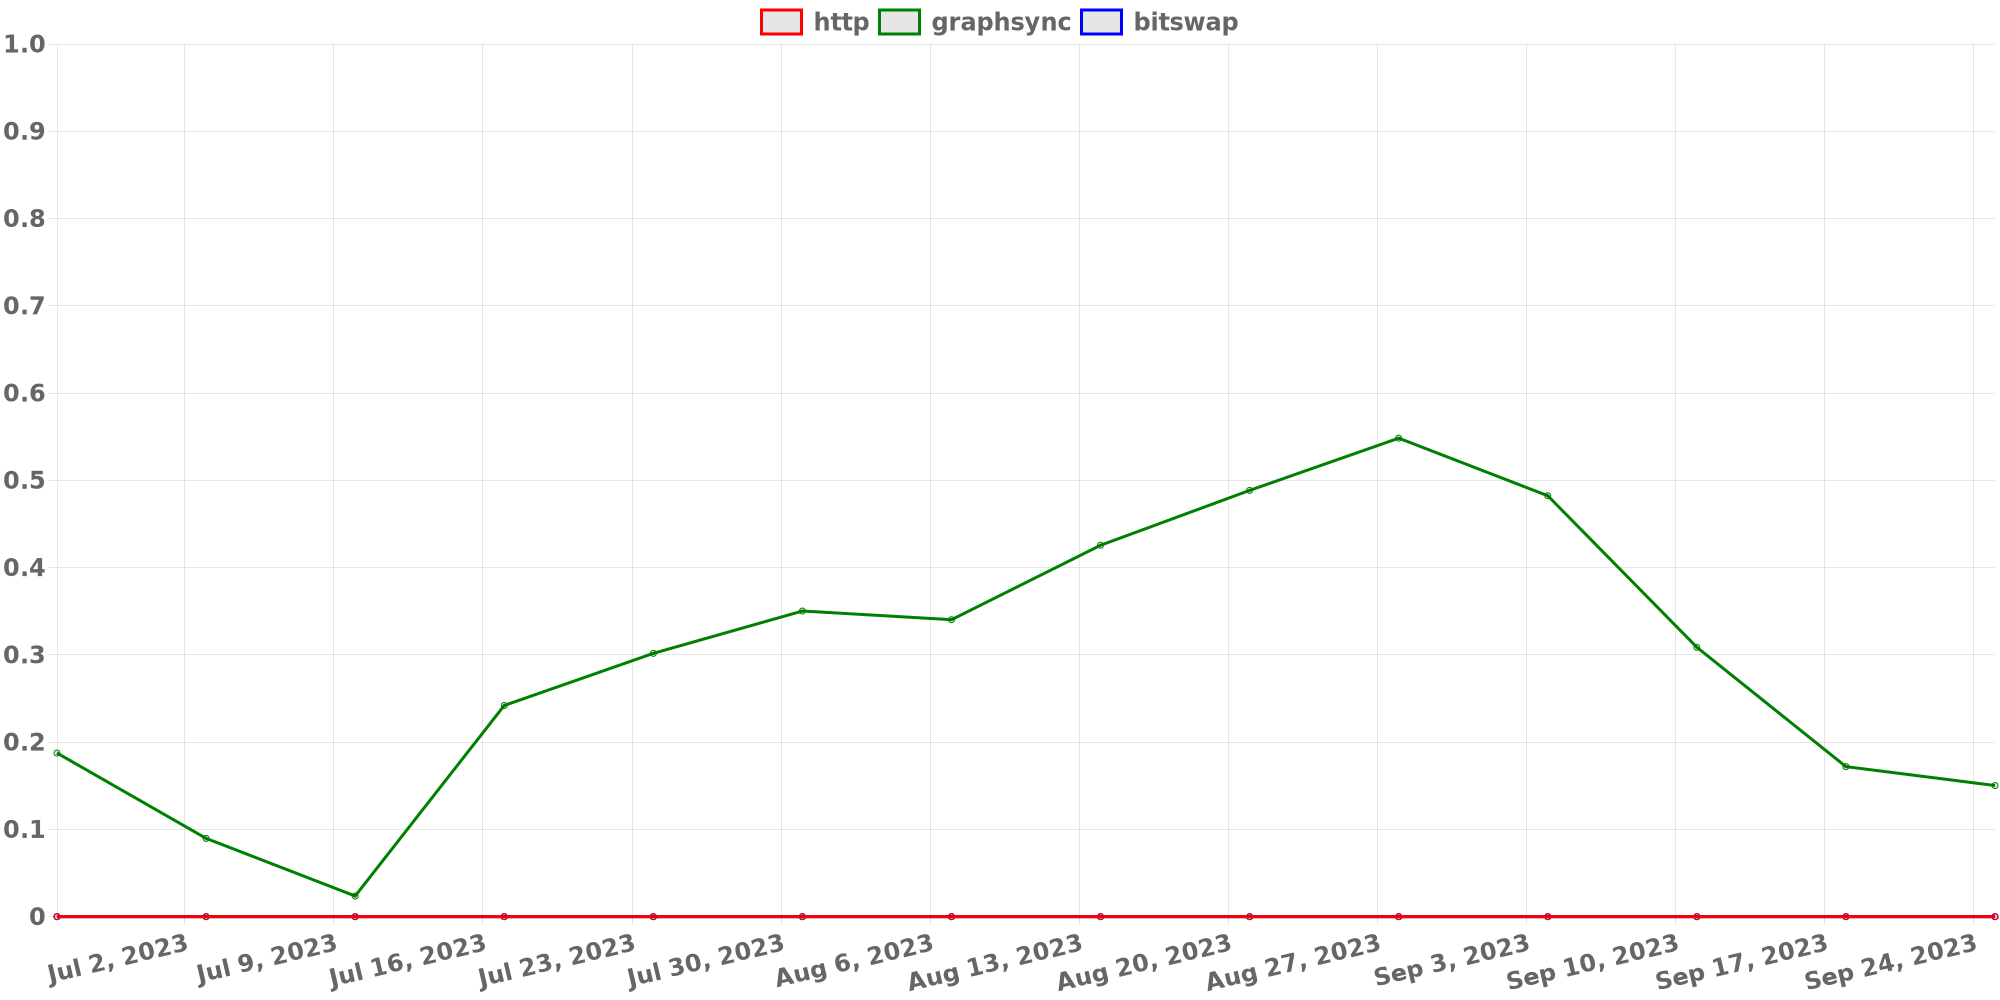 http graphsync bitswap
1.0
0.9
0.8
0.7
0.6
0.5
0.4
0.3
0.2
0.1
0
Jul 2, 2023
Jul 9, 2023
Jul 16, 2023
Jul 23, 2023
Jul 30, 2023
Aug 6, 2023
Aug 13, 2023
Aug 20, 2023
Aug 27, 2023
Sep 3, 2023
Sep 10, 2023
Sep 17, 2023
Sep 24, 2023